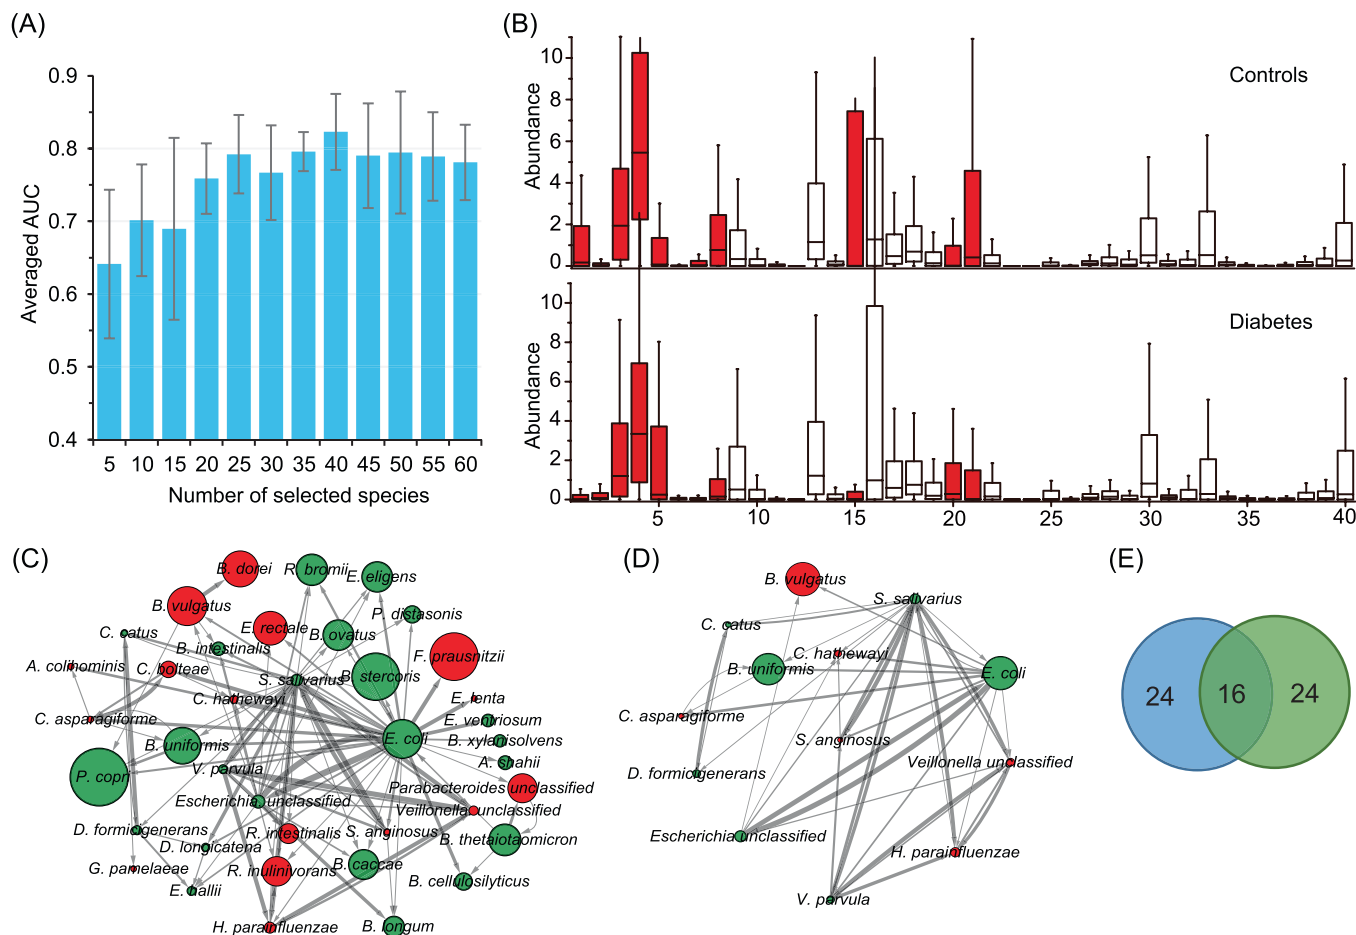 (A)
0.9
0.8
0.7
0.6
0.5
0.4
Averaged AUC
5 10 15 20 25 30 35 40 45 50 55 60
Number of selected species
(B)
10
8
6
4
2
0
Abundance
Controls
10
8
6
4
2
0
Abundance
Diabetes
5 10 15 20 25 30 35 40
(C)
B. dorei
R. bromii
E. eligens
B. vulgatus
P. distasonis
C. catus
E. rectale
B. ovatus
B. intestinalis
F. prausnitzii
A. colihominis
C. bolteae
S. salivarius
B. stercoris
C. hathewayi
E. lenta
C. asparagiforme
E. ventriosum
B. uniformis
E. coli
B. xylanisolvens
P. copri
V. parvula
A. shahii
Parabacteroides unclassified
Escherichia unclassified
Veillonella unclassified
D. formicigenerans
R. intestinalis
S. anginosus
B. thetaiotaomicron
D. longicatena
G. pamelaeae
R. inulinivorans
B. caccae
E. hallii
B. cellulosilyticus
H. parainfluenzae
B. longum
(D)
B. vulgatus
S. salivarius
C. catus
C. hathewayi
B. uniformis
E. coli
C. asparagiforme
S. anginosus
D. formicigenerans
Veillonella unclassified
Escherichia unclassified
H. parainfluenzae
V. parvula
(E)
24 16 24